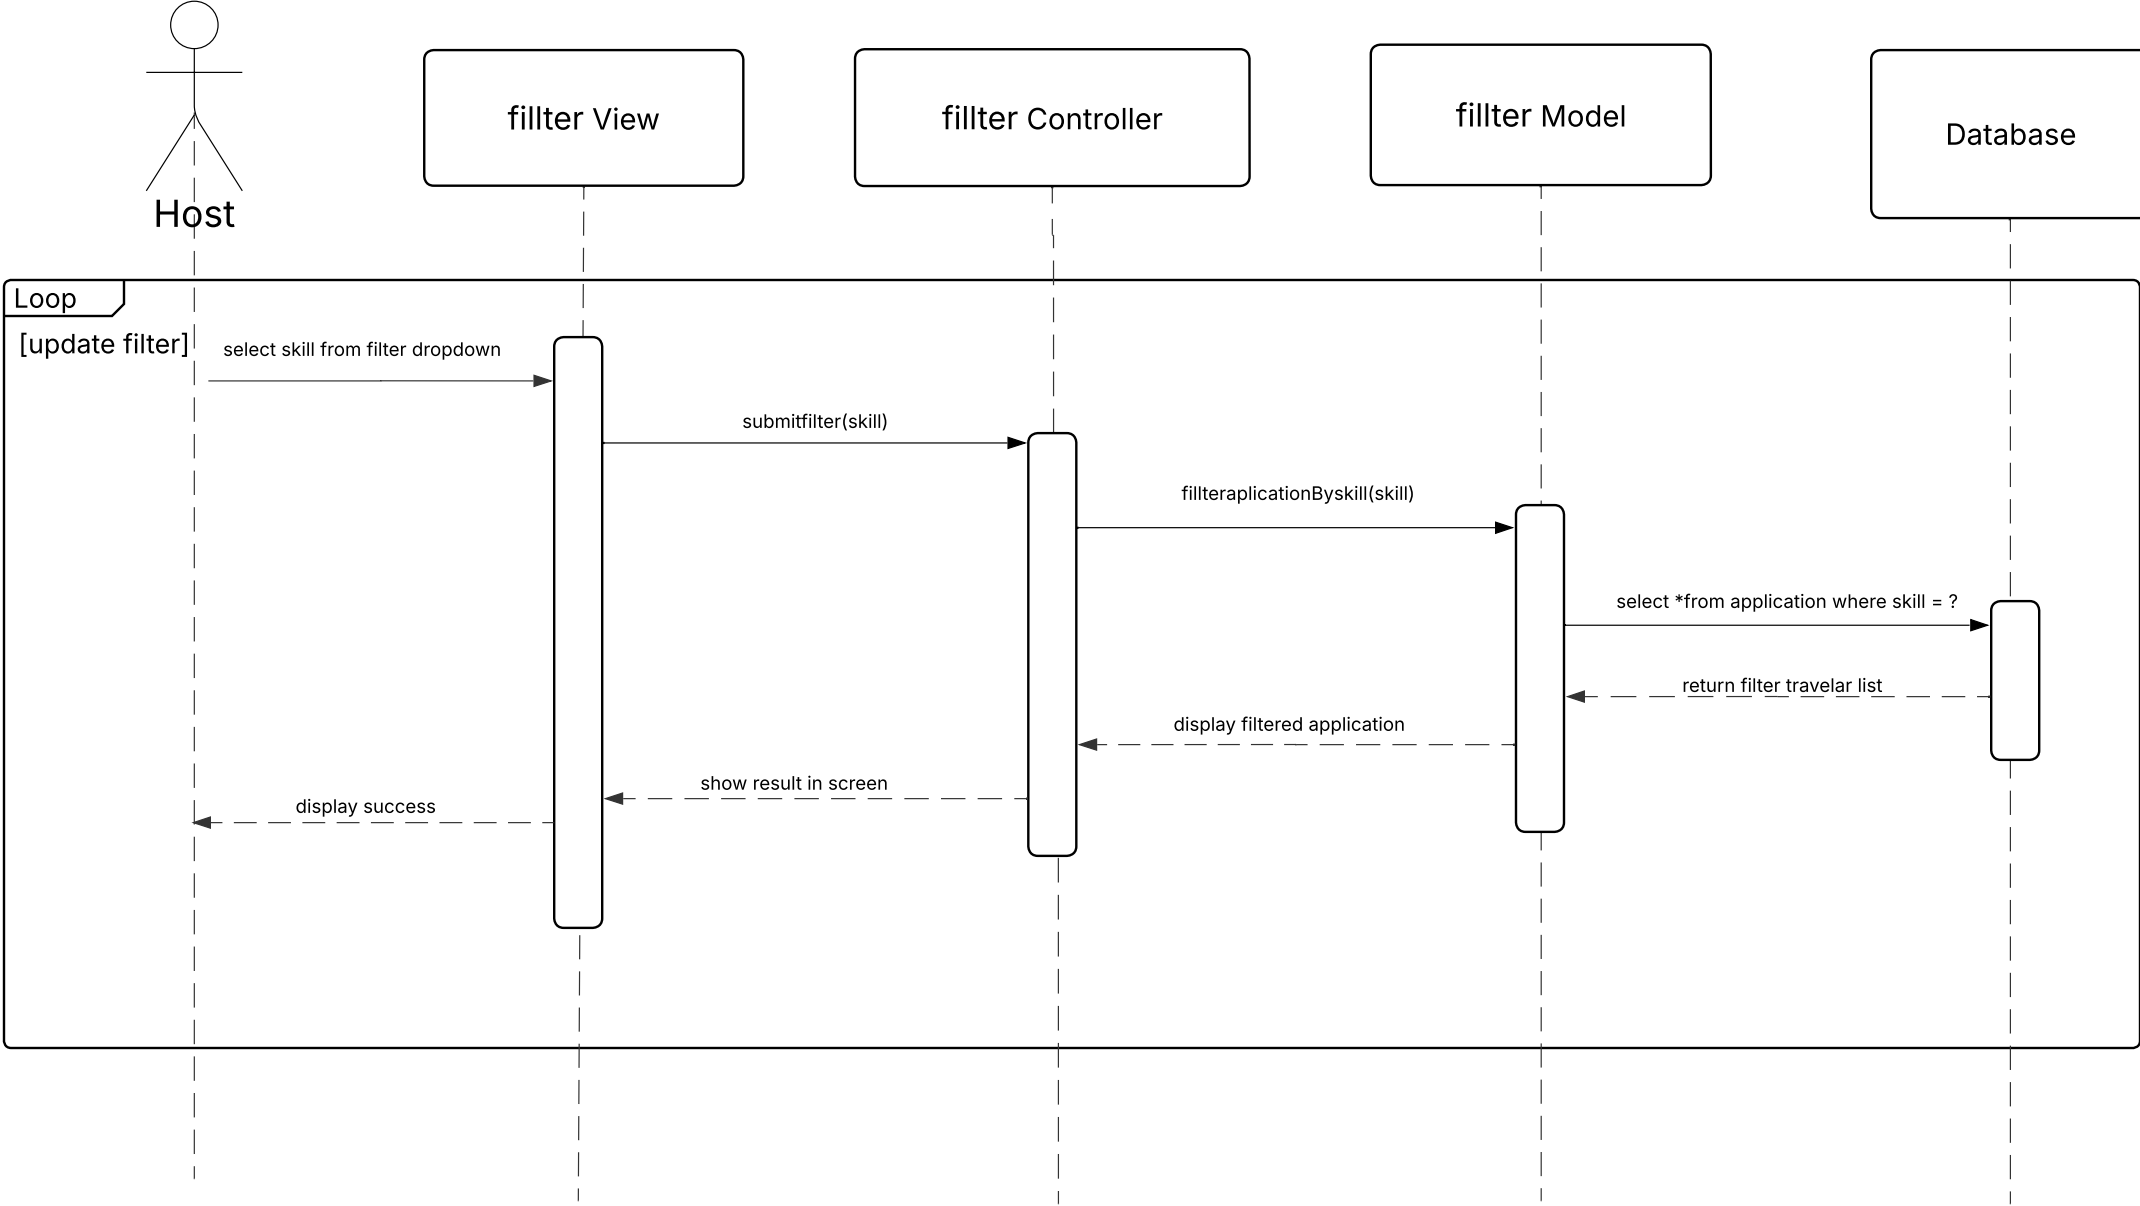 fillter View
fillter Controller
fillter Model
Database
Host
Loop
[update filter]
select skill from filter dropdown
submitfilter(skill)
fillteraplicationByskill(skill)
select *from application where skill = ?
return filter travelar list
display filtered application
show result in screen
display success